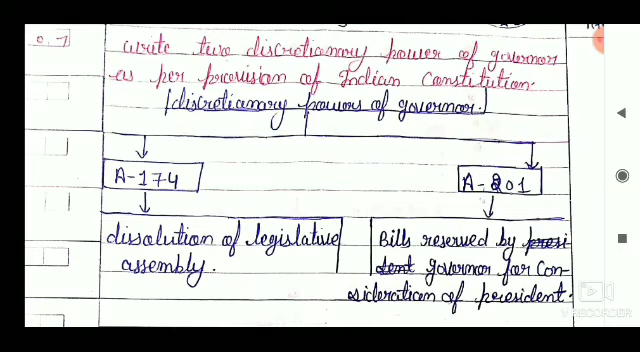 Q.7
write two discretionary power of governor
as per provision of Indian Constitution.
discretionary powers of governor.
A-174
A-201
dissolution of legislative
assembly.
Bills reserved by presi
dent governor for con-
sideration of president.